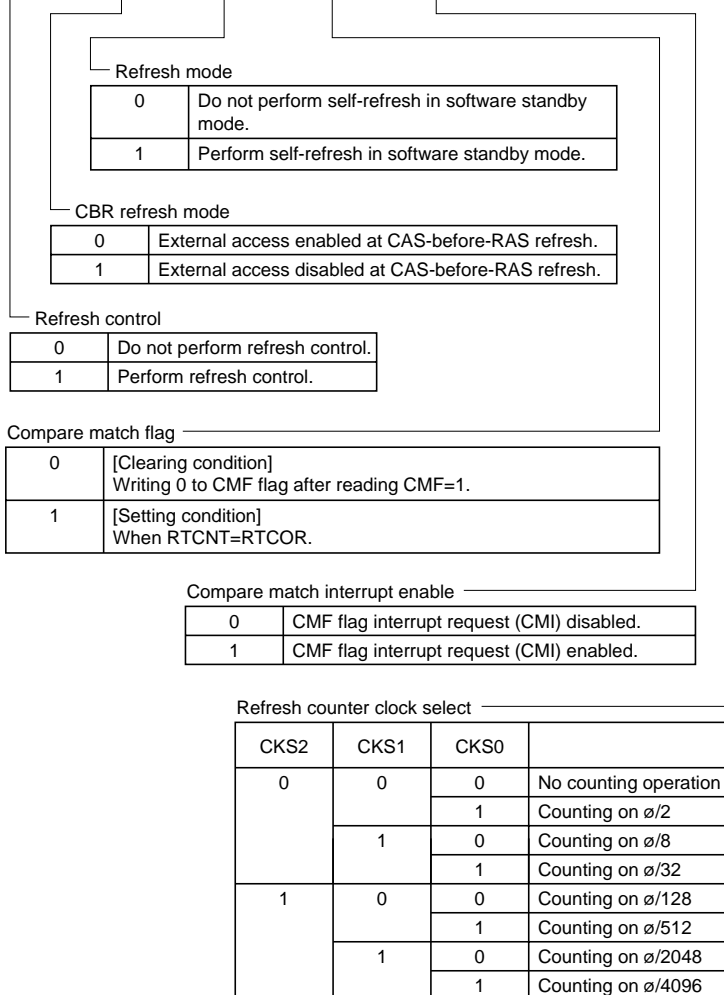 Refresh mode
0 Do not perform self-refresh in software standby
mode.
1 Perform self-refresh in software standby mode.
CBR refresh mode
0 External access enabled at CAS-before-RAS refresh.
1 External access disabled at CAS-before-RAS refresh.
Refresh control
0 Do not perform refresh control.
1 Perform refresh control.
Compare match flag
0 [Clearing condition]
Writing 0 to CMF flag after reading CMF=1.
1 [Setting condition]
When RTCNT=RTCOR.
Compare match interrupt enable
0 CMF flag interrupt request (CMI) disabled.
1 CMF flag interrupt request (CMI) enabled.
Refresh counter clock select
CKS2 CKS1 CKS0
0 0 0 No counting operation
1 Counting on ø/2
1 0 Counting on ø/8
1 Counting on ø/32
1 0 0 Counting on ø/128
1 Counting on ø/512
1 0 Counting on ø/2048
1 Counting on ø/4096